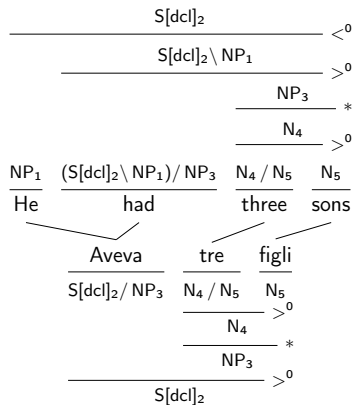 S[dcl]₂
<⁰
S[dcl]₂\ NP₁
>⁰
NP₃
*
N₄
>⁰
NP₁ (S[dcl]₂\ NP₁)/ NP₃ N₄ / N₅ N₅
He had three sons
Aveva tre figli
S[dcl]₂/ NP₃ N₄ / N₅ N₅
>⁰
N₄
*
NP₃
>⁰
S[dcl]₂